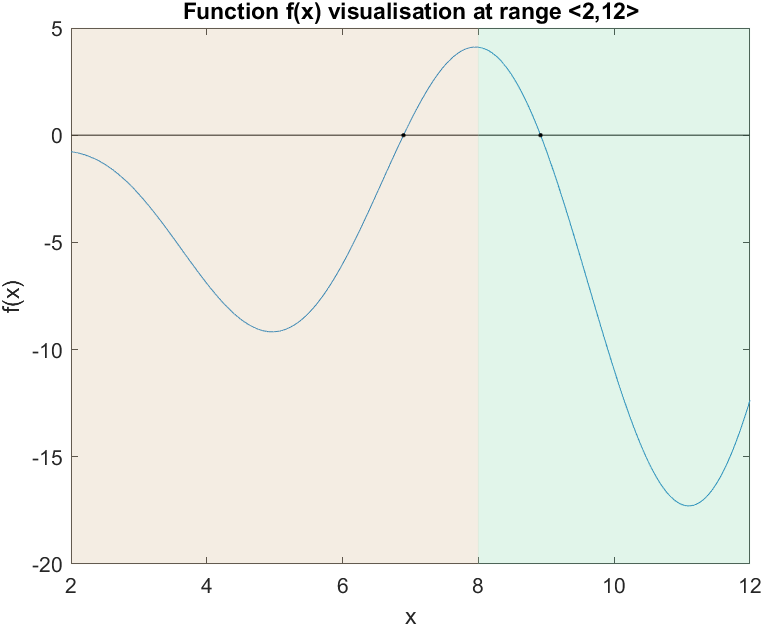 Function f(x) visualisation at range <2,12>
5
0
-5
-10
-15
-20
f(x)
2 4 6 8 10 12
x